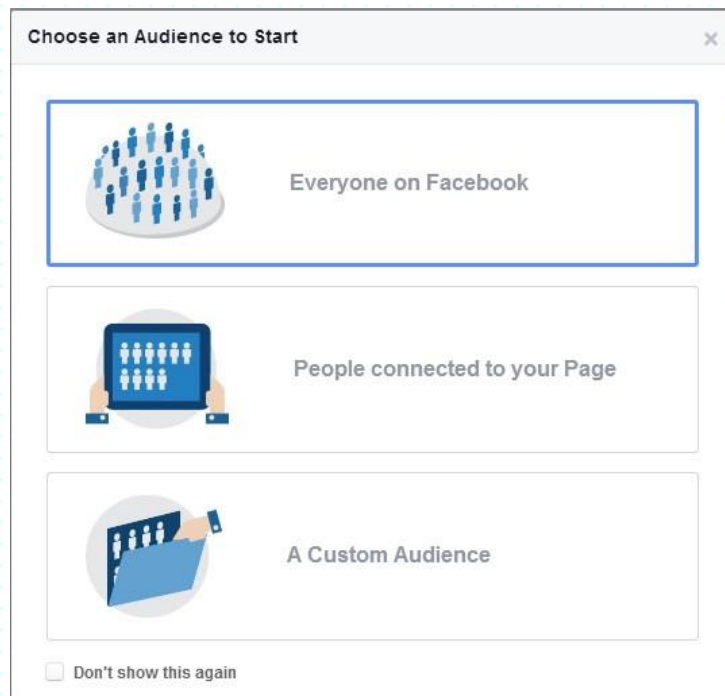 Choose an Audience to Start
Everyone on Facebook
People connected to your Page
A Custom Audience
Don't show this again